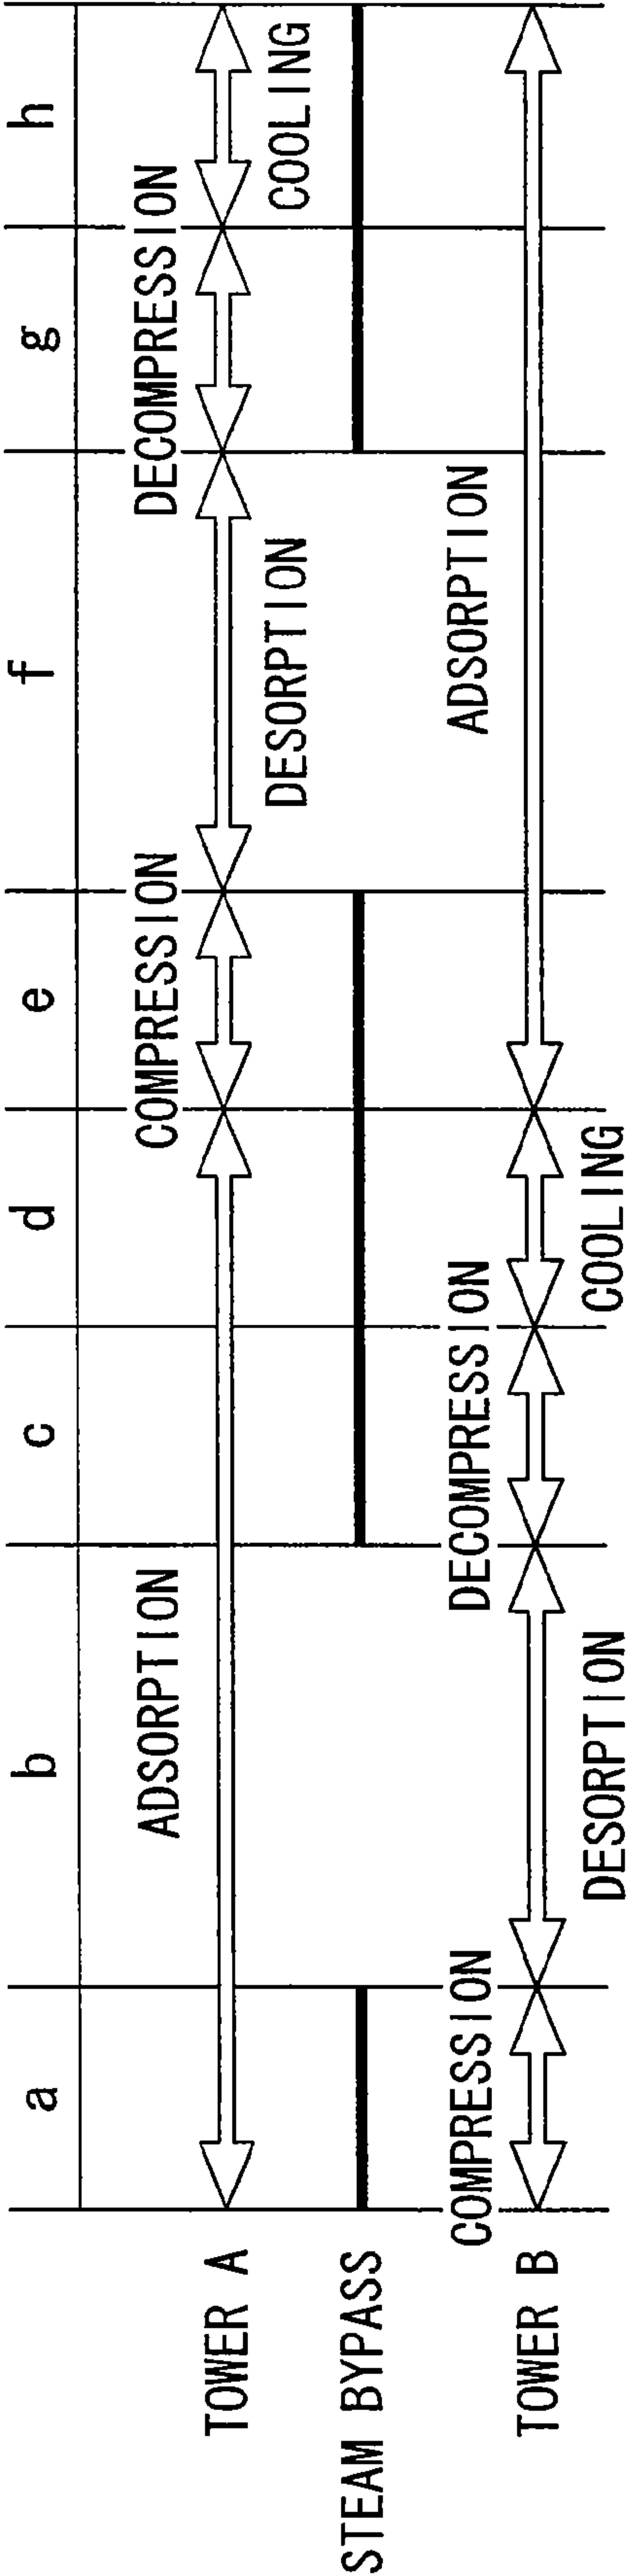 a b c d e f g h
TOWER A
ADSORPTION
COMPRESSION
DESORPTION
DECOMPRESSION
COOLING
STEAM BYPASS
TOWER B
COMPRESSION
DESORPTION
DECOMPRESSION
COOLING
ADSORPTION